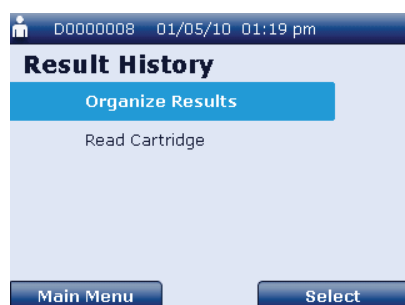 D0000008 01/05/10 01:19 pm
Result History
Organize Results
Read Cartridge
Main Menu Select